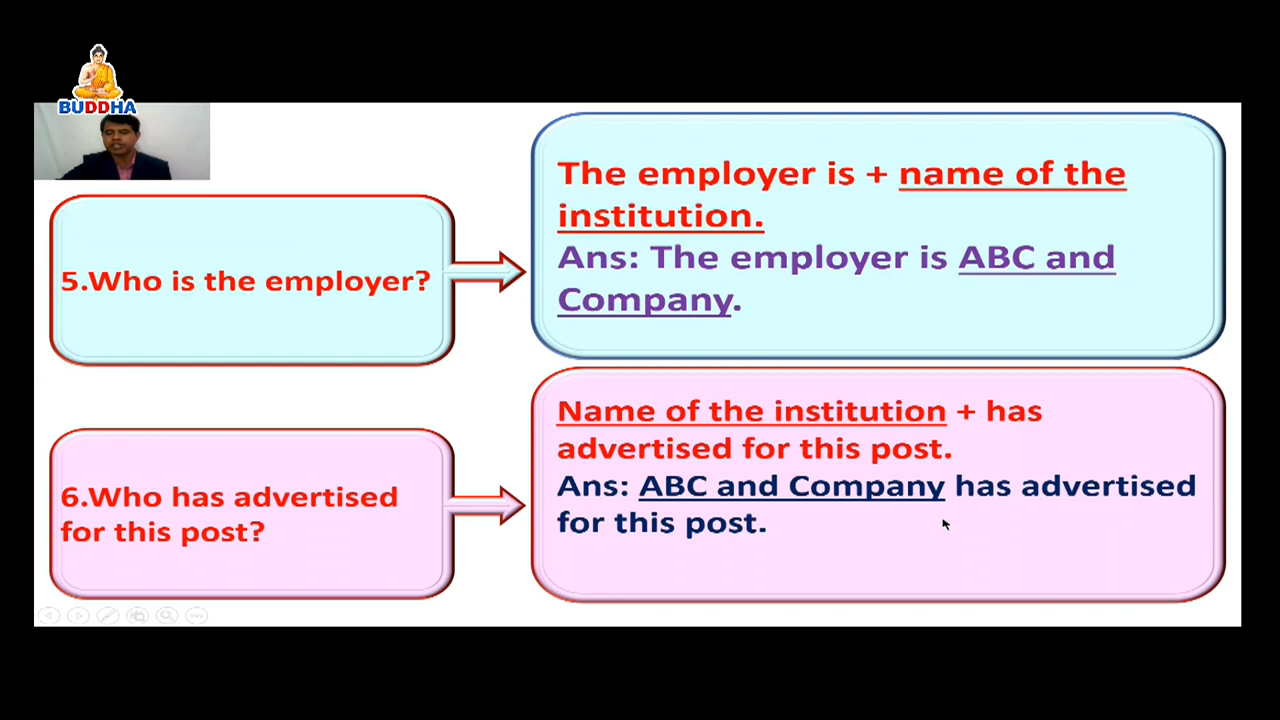 BUDDHA
The employer is + name of the
institution.
Ans: The employer is ABC and
Company.
5.Who is the employer?
Name of the institution + has
advertised for this post.
Ans: ABC and Company has advertised
for this post.
6.Who has advertised
for this post?